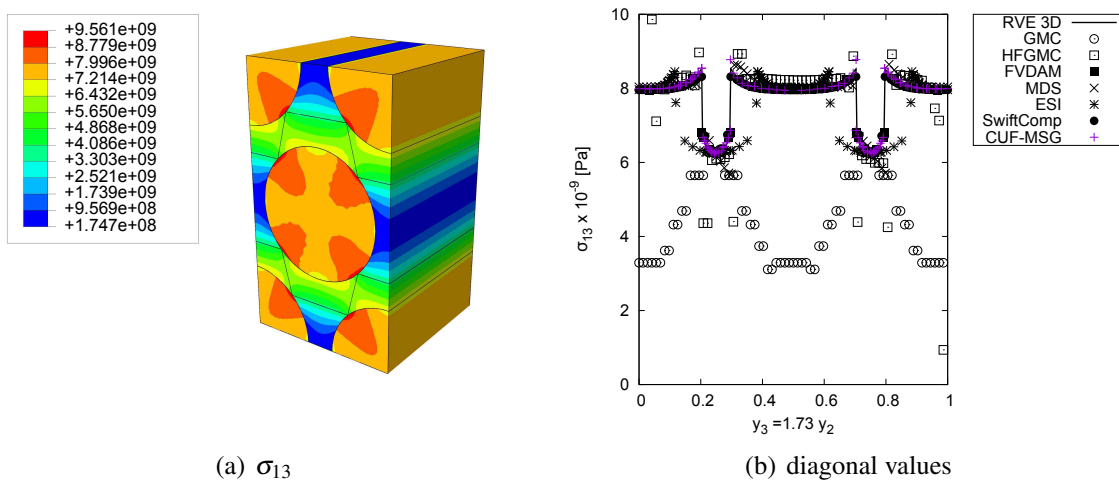 +9.561e+09
+8.779e+09
+7.996e+09
+7.214e+09
+6.432e+09
+5.650e+09
+4.868e+09
+4.086e+09
+3.303e+09
+2.521e+09
+1.739e+09
+9.569e+08
+1.747e+08
(a) σ13
10
8
6
4
2
0
σ13 x 10-9 [Pa]
0 0.2 0.4 0.6 0.8 1
y3 =1.73 y2
RVE 3D
GMC
HFGMC
FVDAM
MDS
ESI
SwiftComp
CUF-MSG
(b) diagonal values